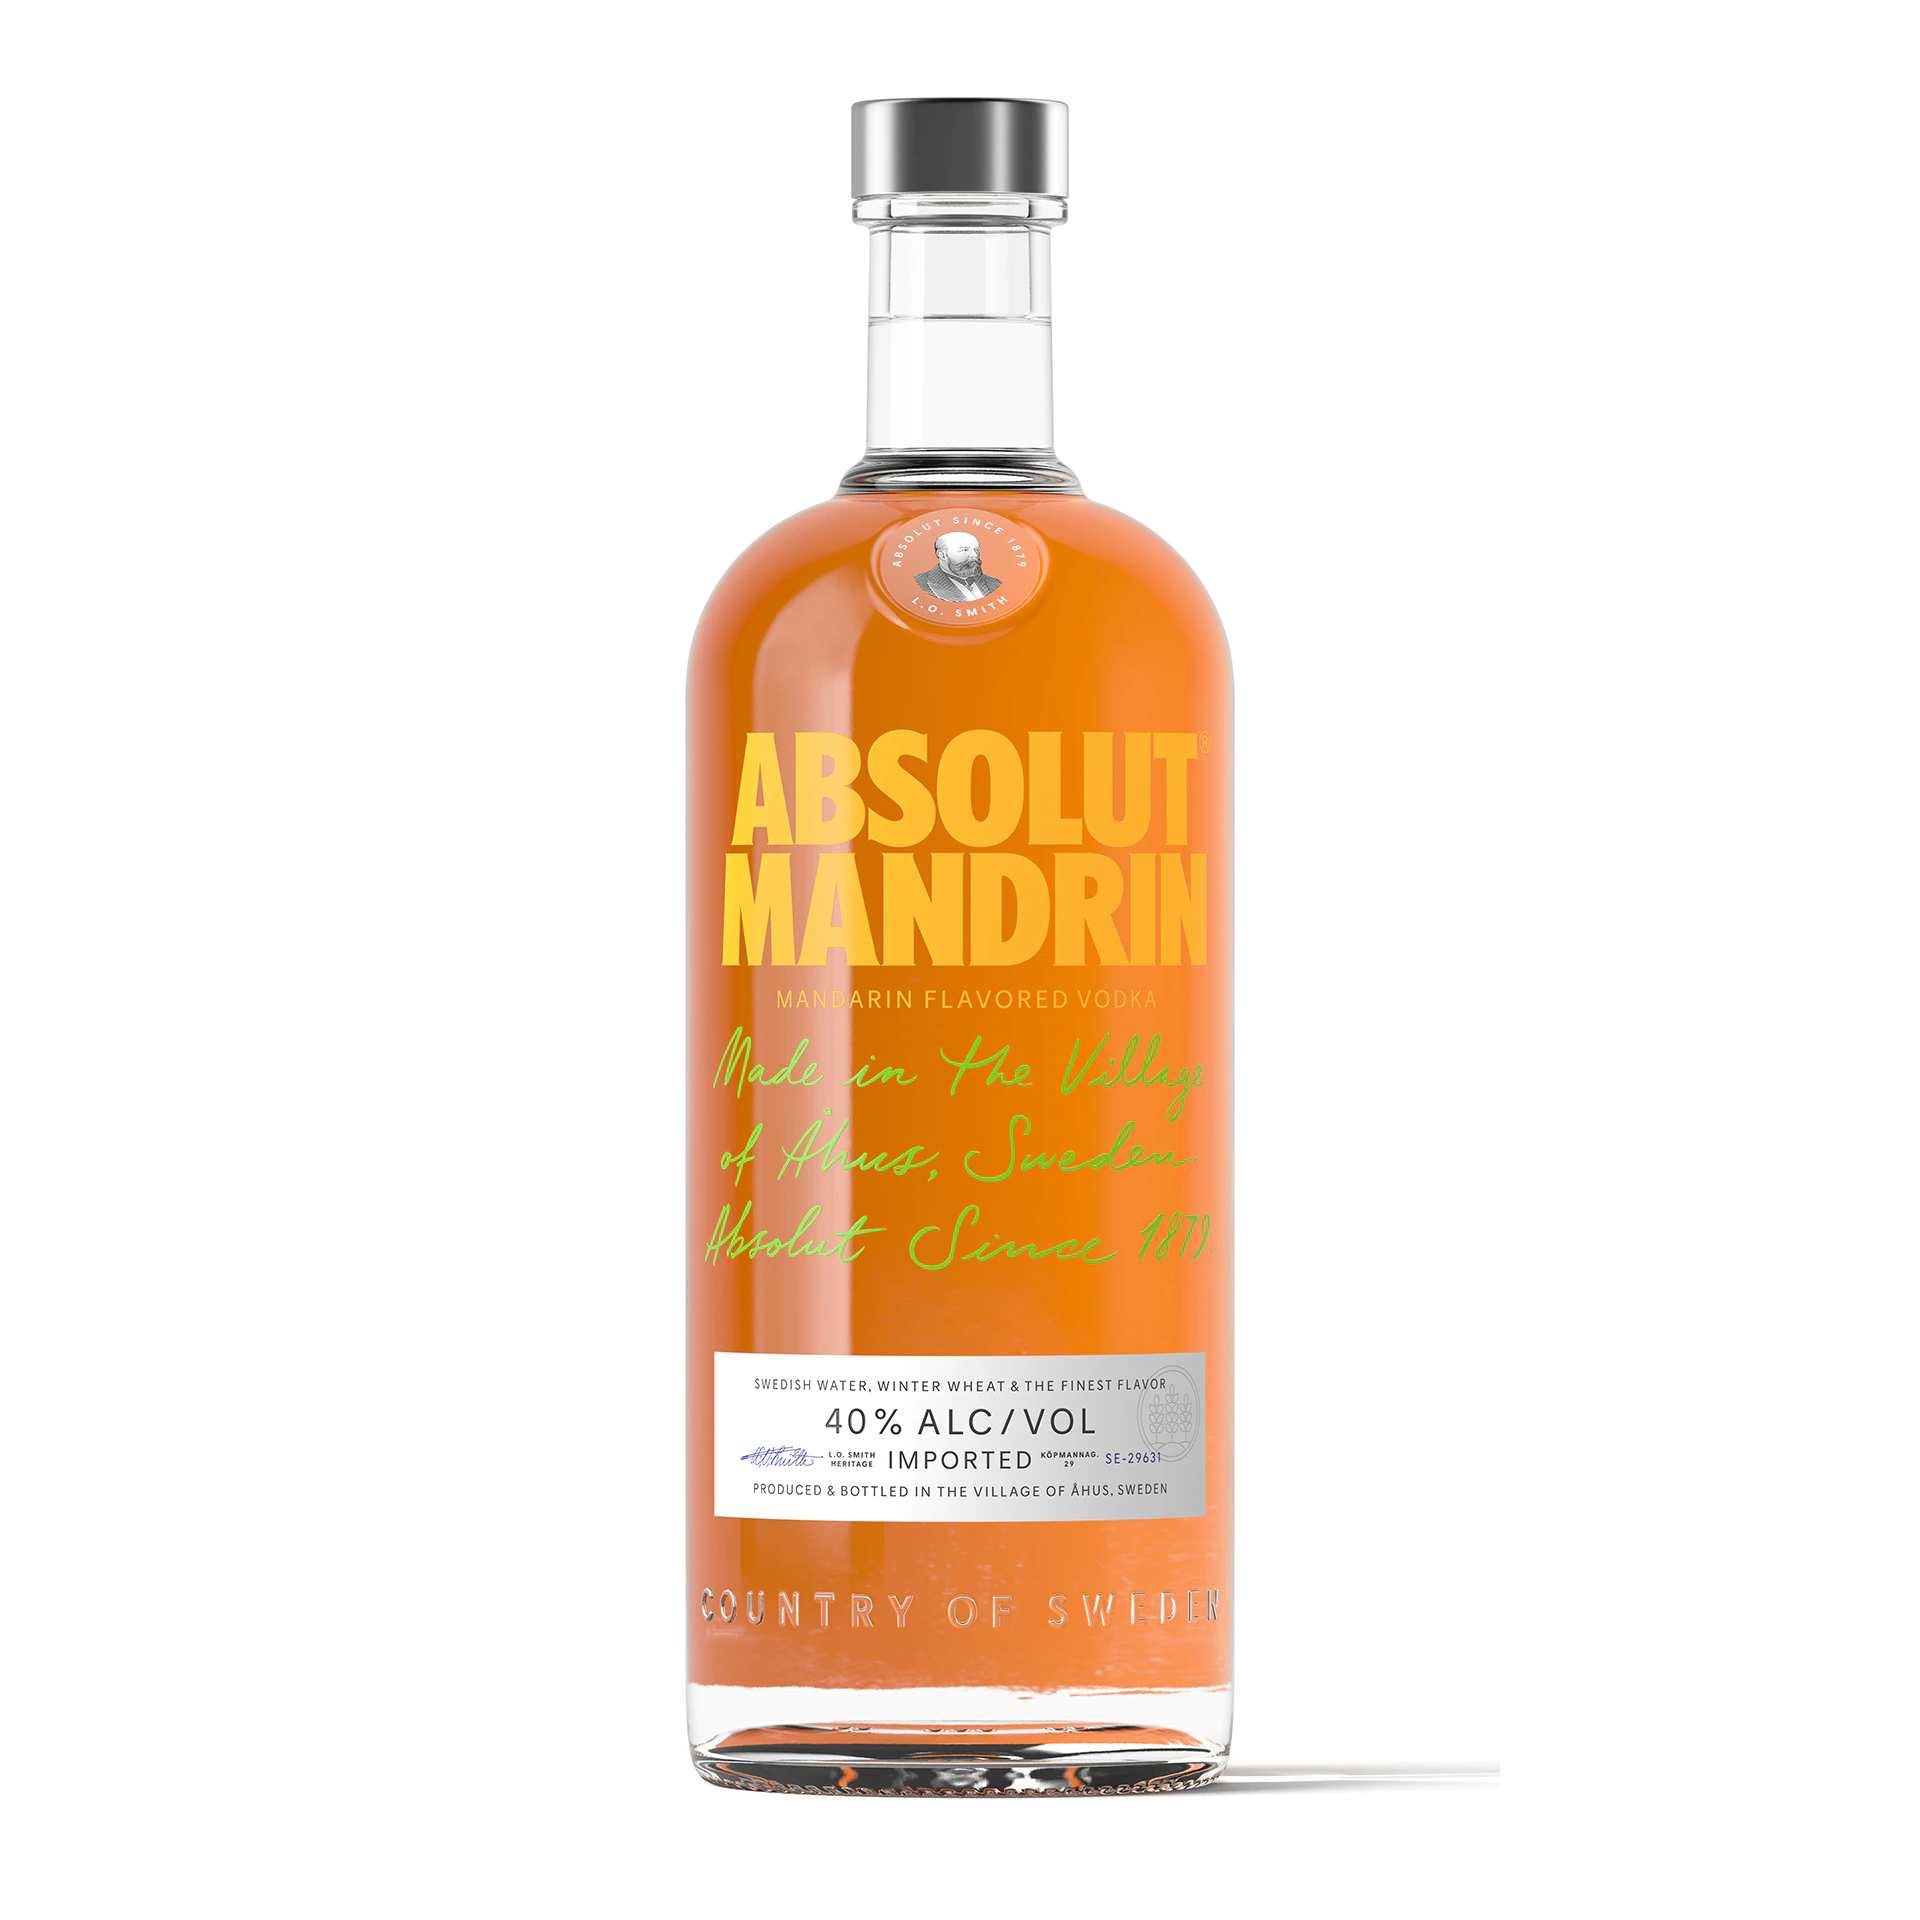 ABSOLUT SINCE 1879
L.O. SMITH
ABSOLUT®
MANDRIN
MANDARIN FLAVORED VODKA
Made in the Village
of Åhus, Sweden.
Absolut Since 1879.
SWEDISH WATER, WINTER WHEAT & THE FINEST FLAVOR
40% ALC/VOL
L.O. SMITH HERITAGE IMPORTED KÖPMANNAG. 29 SE-29631
PRODUCED & BOTTLED IN THE VILLAGE OF ÅHUS, SWEDEN
COUNTRY OF SWEDEN